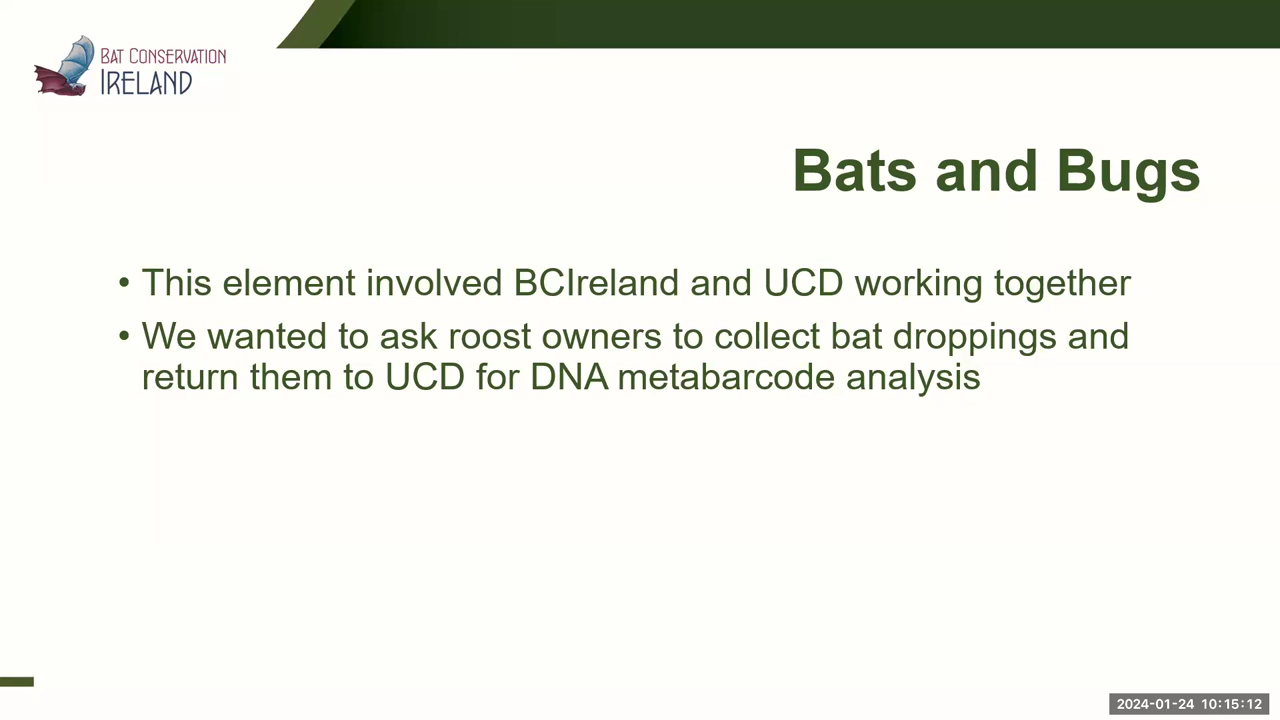 BAT CONSERVATION
IRELAND
Bats and Bugs
• This element involved BCIreland and UCD working together
• We wanted to ask roost owners to collect bat droppings and
return them to UCD for DNA metabarcode analysis
2024-01-24 10:15:12